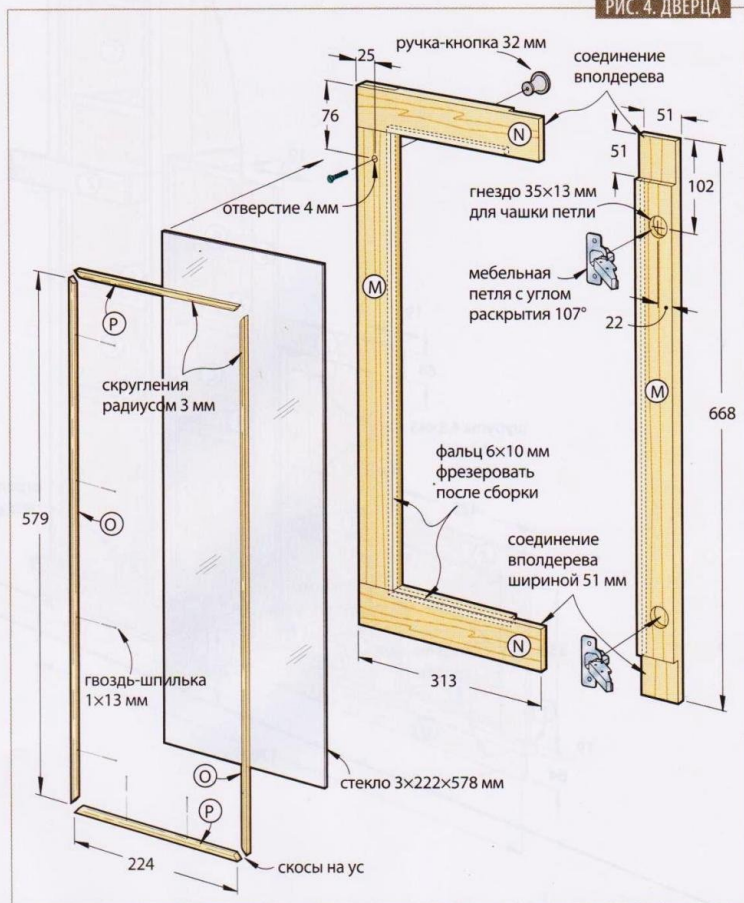 РИС. 4. ДВЕРЦА
ручка-кнопка 32 мм
25
соединение
вполдерева
76
N
51
51
102
отверстие 4 мм
гнездо 35×13 мм
для чашки петли
M
мебельная
петля с углом
раскрытия 107°
22
P
скругления
радиусом 3 мм
M
668
фальц 6×10 мм
фрезеровать
после сборки
579
O
соединение
вполдерева
шириной 51 мм
N
гвоздь-шпилька
1×13 мм
313
O
стекло 3×222×578 мм
P
224
скосы на ус